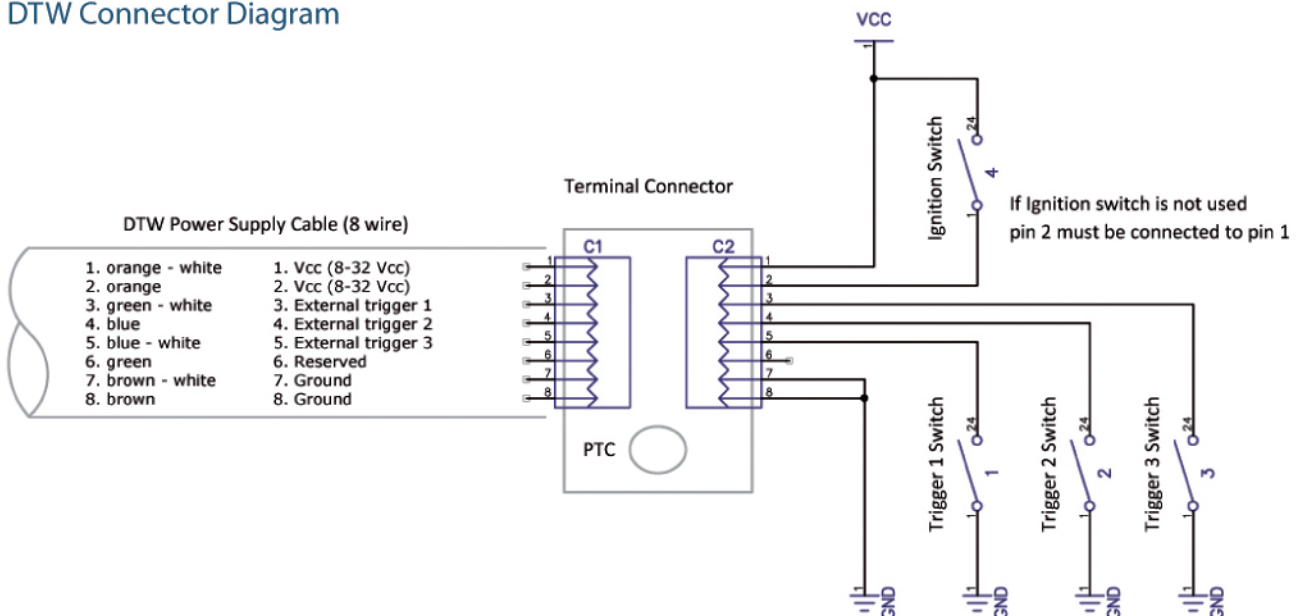 DTW Connector Diagram
VCC
1
24
Ignition Switch
4
1
If Ignition switch is not used
pin 2 must be connected to pin 1
Terminal Connector
DTW Power Supply Cable (8 wire)
1. orange - white
2. orange
3. green - white
4. blue
5. blue - white
6. green
7. brown - white
8. brown
1. Vcc (8-32 Vcc)
2. Vcc (8-32 Vcc)
3. External trigger 1
4. External trigger 2
5. External trigger 3
6. Reserved
7. Ground
8. Ground
C1
1
2
3
4
5
6
7
8
C2
1
2
3
4
5
6
7
8
PTC
Trigger 1 Switch
24
1
1
Trigger 2 Switch
24
2
1
Trigger 3 Switch
24
3
1
1
GND
1
GND
1
GND
1
GND